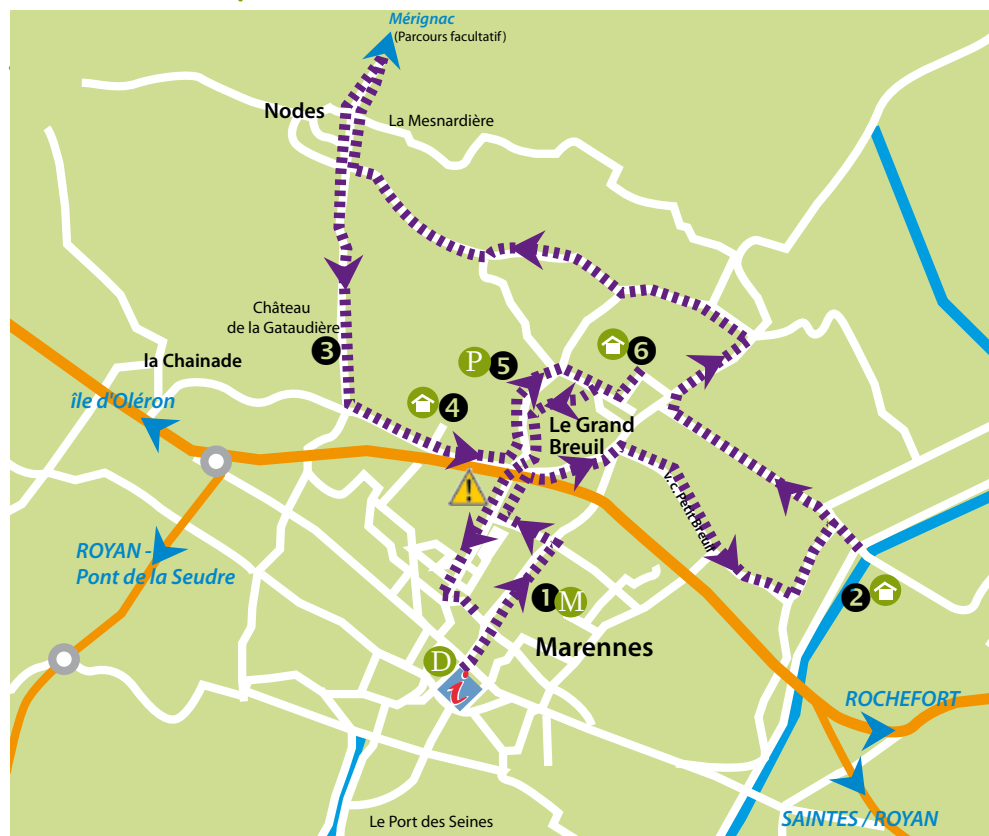 Mérignac
(Parcours facultatif)
Nodes
La Mesnardière
Château
de la Gataudière
3
la Chainade
île d'Oléron
P 5
6
4
Le Grand
Breuil
v. c. Petit Breuil
ROYAN -
Pont de la Seudre
1 M
2
Marennes
D
i
ROCHEFORT
Le Port des Seines
SAINTES / ROYAN